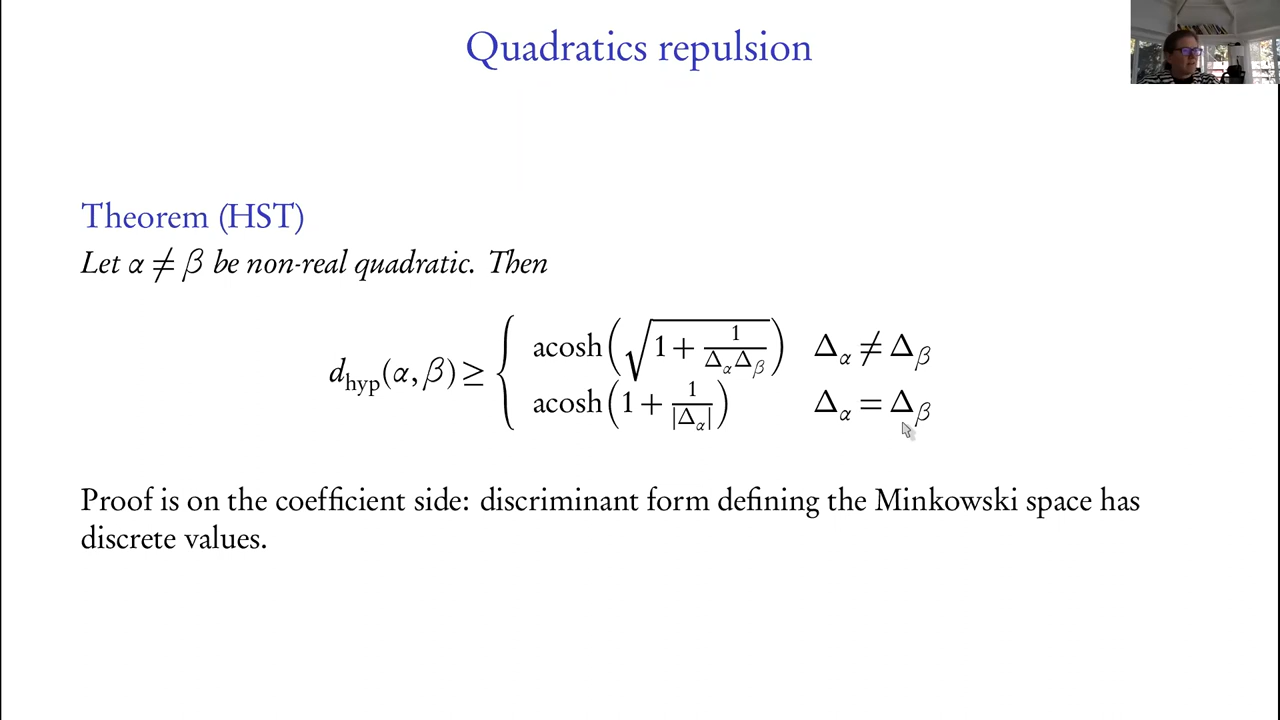 Quadratics repulsion
Theorem (HST)
Let α ≠ β be non-real quadratic. Then
d_hyp(α, β) ≥ { acosh(√(1 + 1/(Δ_α Δ_β))) Δ_α ≠ Δ_β
acosh(1 + 1/|Δ_α|) Δ_α = Δ_β
Proof is on the coefficient side: discriminant form defining the Minkowski space has
discrete values.